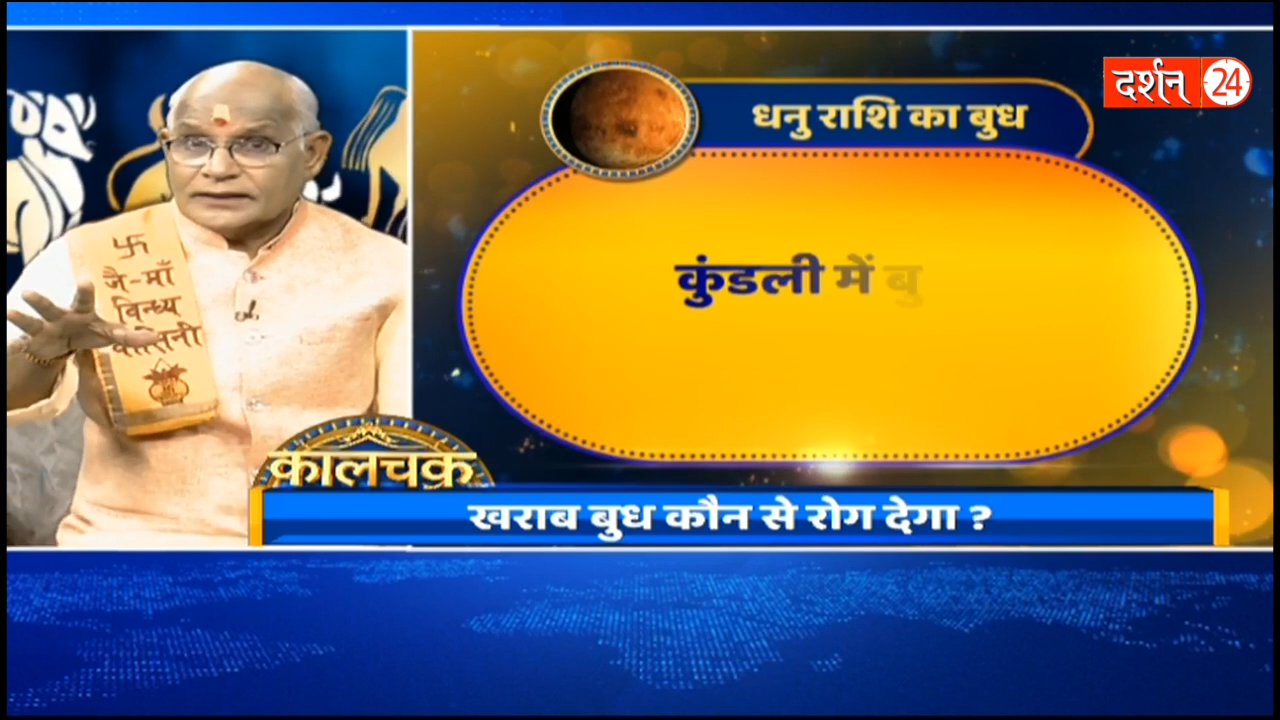 दर्शन 24
धनु राशि का बुध
कुंडली में बु
जै-माँ
विन्ध्य
वासिनी
कालचक्र
खराब बुध कौन से रोग देगा ?